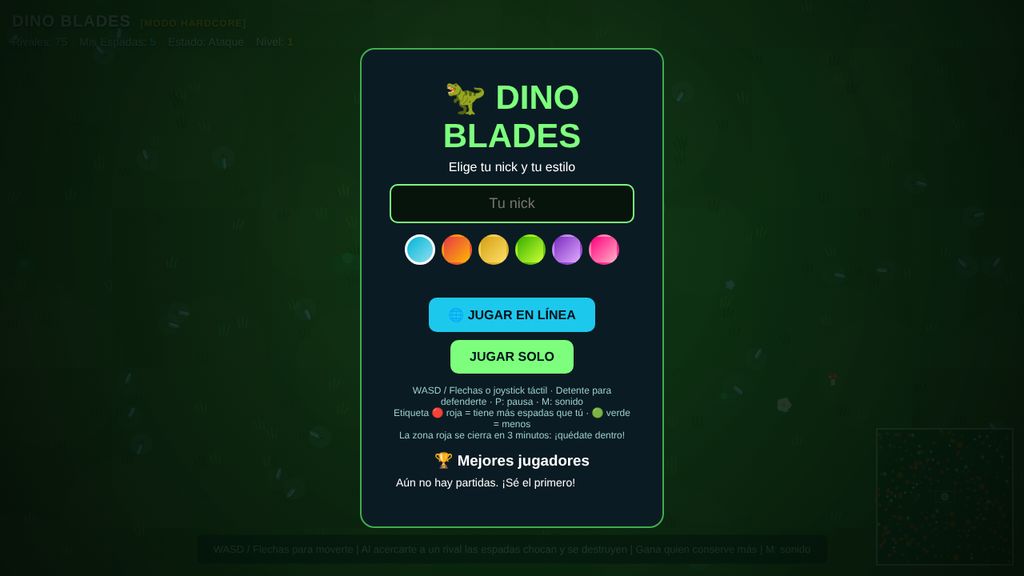 DINO BLADES [MODO HARDCORE]
Rivales: 75 Mis Espadas: 5 Estado: Ataque Nivel: 1
🦖 DINO
BLADES
Elige tu nick y tu estilo
Tu nick
🌐 JUGAR EN LÍNEA
JUGAR SOLO
WASD / Flechas o joystick táctil · Detente para
defenderte · P: pausa · M: sonido
Etiqueta 🔴 roja = tiene más espadas que tú · 🟢 verde
= menos
La zona roja se cierra en 3 minutos: ¡quédate dentro!
🏆 Mejores jugadores
Aún no hay partidas. ¡Sé el primero!
WASD / Flechas para moverte | Al acercarte a un rival las espadas chocan y se destruyen | Gana quien conserve más | M: sonido